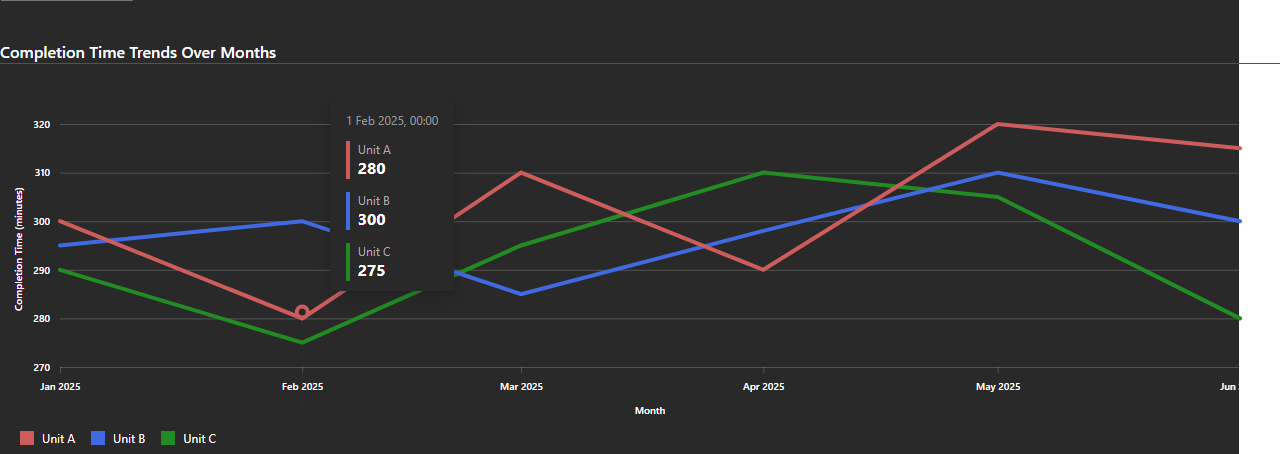 Completion Time Trends Over Months
1 Feb 2025, 00:00
Unit A
280
Unit B
300
Unit C
275
320
310
300
290
280
270
Completion Time (minutes)
Jan 2025 Feb 2025 Mar 2025 Apr 2025 May 2025 Jun
Month
Unit A Unit B Unit C